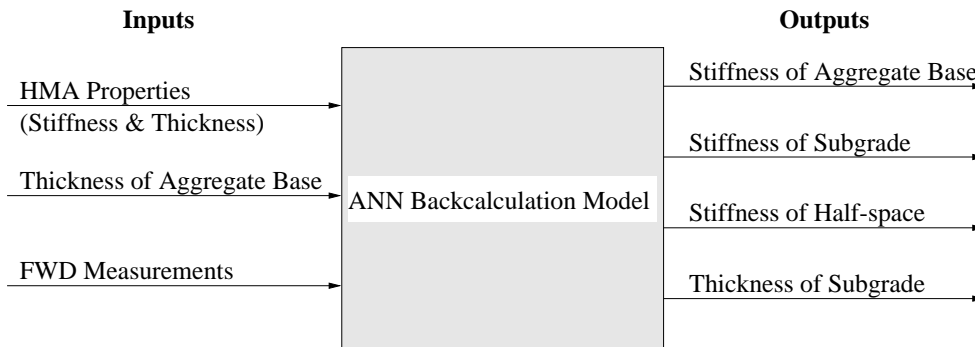 Inputs
Outputs
HMA Properties
(Stiffness & Thickness)
Thickness of Aggregate Base
FWD Measurements
ANN Backcalculation Model
Stiffness of Aggregate Base
Stiffness of Subgrade
Stiffness of Half-space
Thickness of Subgrade